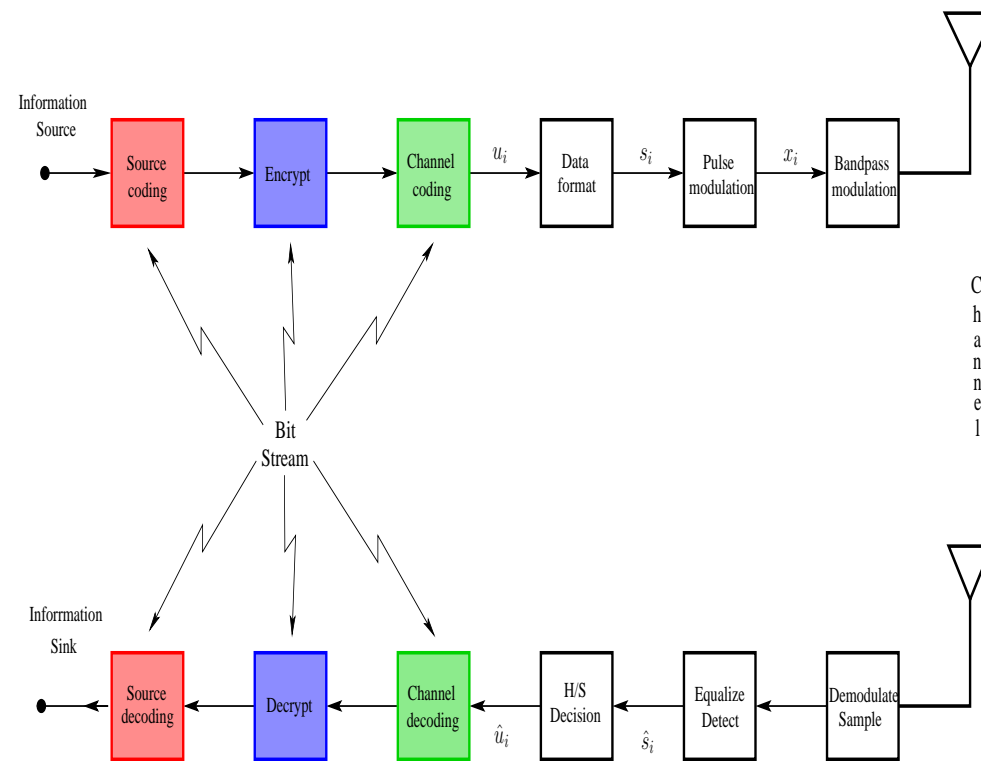 Information
Source
Source
coding
Encrypt
Channel
coding
u_i
Data
format
s_i
Pulse
modulation
x_i
Bandpass
modulation
C
h
a
n
n
e
l
Bit
Stream
Inforrmation
Sink
Source
decoding
Decrypt
Channel
decoding
û_i
H/S
Decision
ŝ_i
Equalize
Detect
Demodulate
Sample